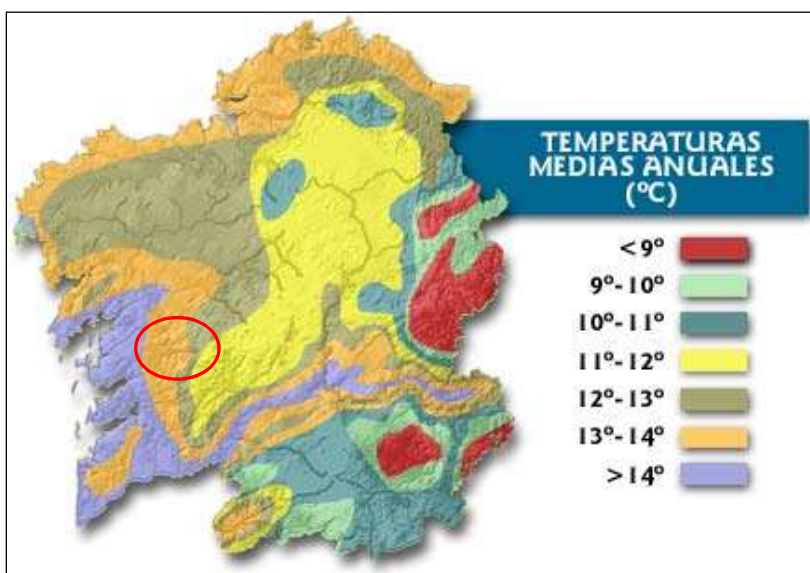 TEMPERATURAS
MEDIAS ANUALES
(ºC)
<9º
9º-10º
10º-11º
11º-12º
12º-13º
13º-14º
>14º